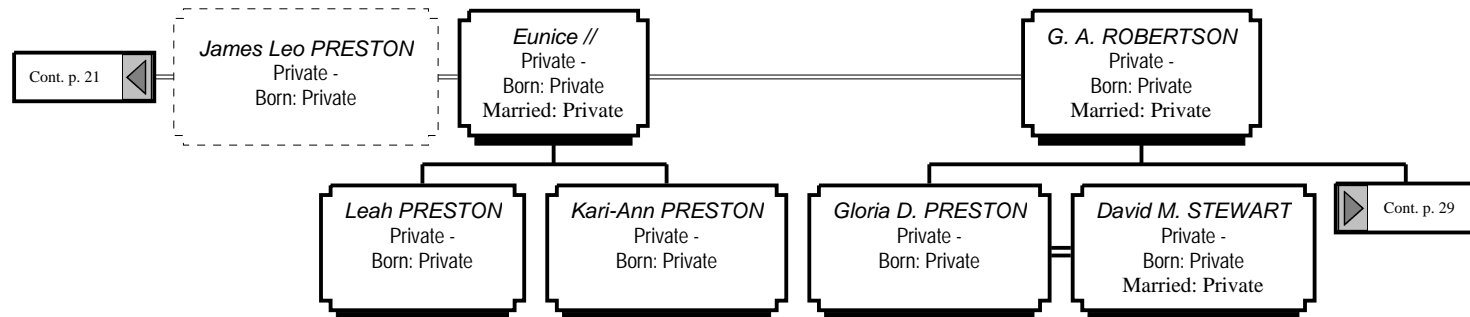 Cont. p. 21
James Leo PRESTON
Private -
Born: Private
Eunice //
Private -
Born: Private
Married: Private
G. A. ROBERTSON
Private -
Born: Private
Married: Private
Leah PRESTON
Private -
Born: Private
Kari-Ann PRESTON
Private -
Born: Private
Gloria D. PRESTON
Private -
Born: Private
David M. STEWART
Private -
Born: Private
Married: Private
Cont. p. 29